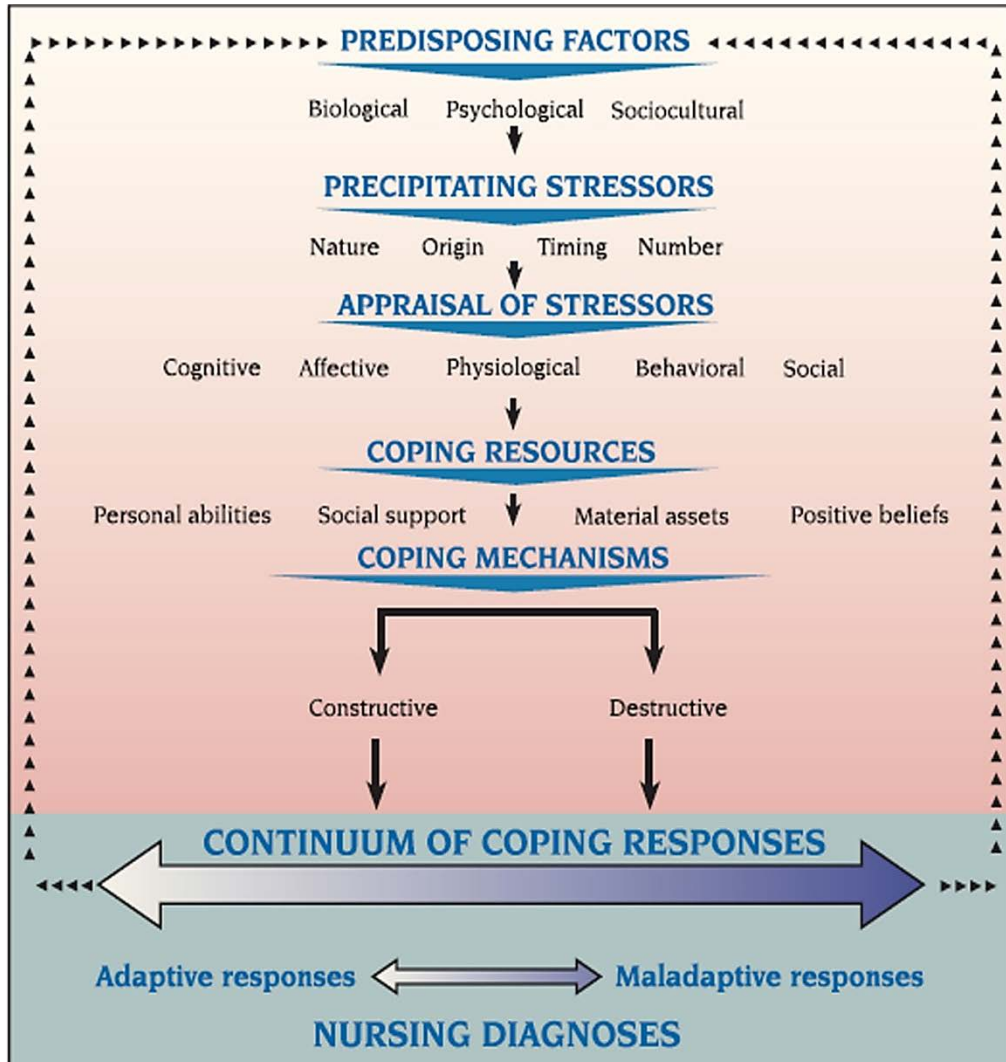 PREDISPOSING FACTORS
Biological Psychological Sociocultural
PRECIPITATING STRESSORS
Nature Origin Timing Number
APPRAISAL OF STRESSORS
Cognitive Affective Physiological Behavioral Social
COPING RESOURCES
Personal abilities Social support Material assets Positive beliefs
COPING MECHANISMS
Constructive Destructive
CONTINUUM OF COPING RESPONSES
Adaptive responses Maladaptive responses
NURSING DIAGNOSES